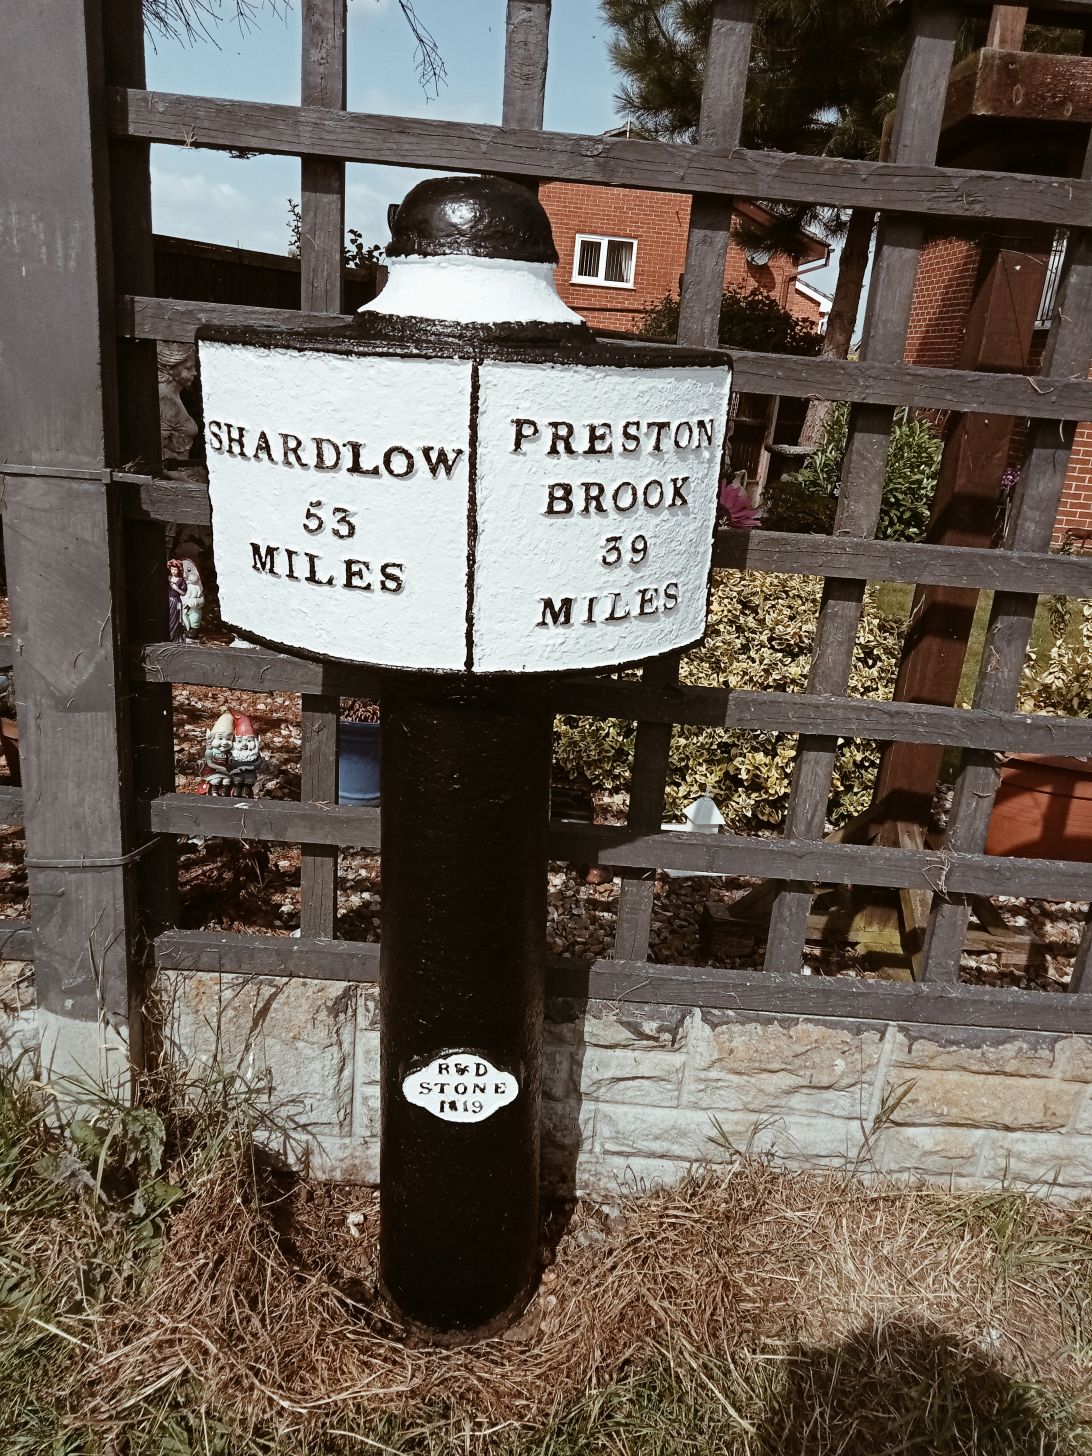 SHARDLOW
53
MILES
PRESTON
BROOK
39
MILES
R&D
STONE
1819